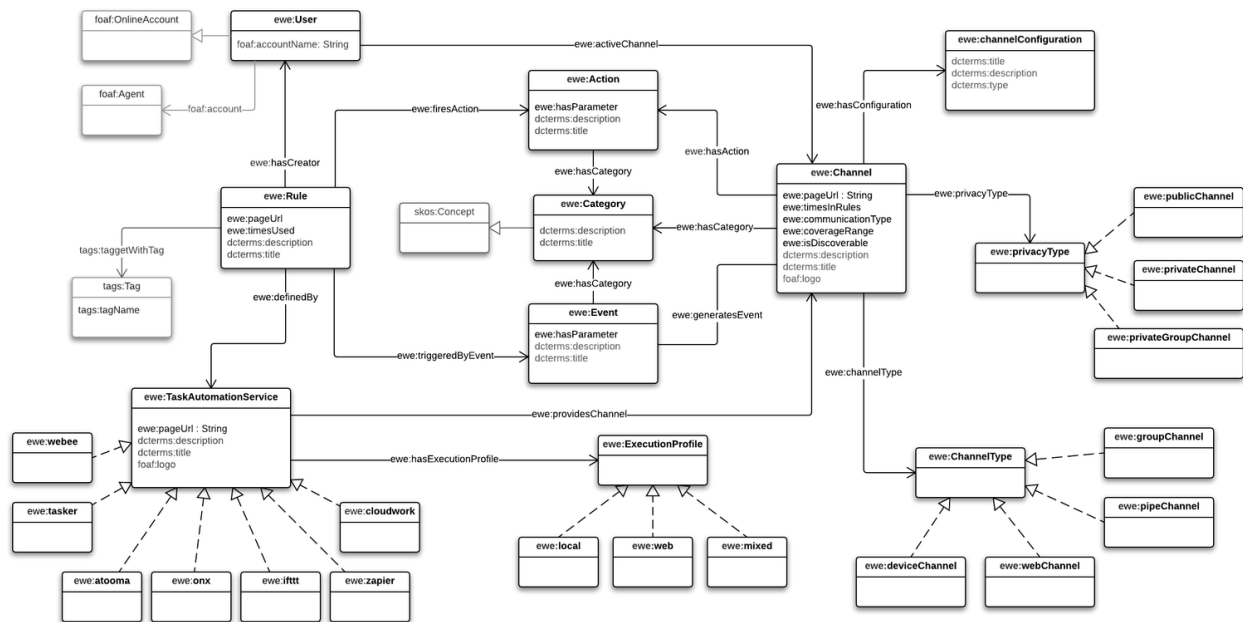 foaf:OnlineAccount
ewe:User
foaf:accountName: String
foaf:Agent
foaf:account
ewe:activeChannel
ewe:channelConfiguration
dcterms:title
dcterms:description
dcterms:type
ewe:hasConfiguration
ewe:Action
ewe:hasParameter
dcterms:description
dcterms:title
ewe:firesAction
ewe:hasAction
ewe:hasCreator
ewe:hasCategory
ewe:Rule
ewe:pageUrl
ewe:timesUsed
dcterms:description
dcterms:title
tags:taggetWithTag
tags:Tag
tags:tagName
skos:Concept
ewe:Category
dcterms:description
dcterms:title
ewe:hasCategory
ewe:hasCategory
ewe:Channel
ewe:pageUrl : String
ewe:timesInRules
ewe:communicationType
ewe:coverageRange
ewe:isDiscoverable
dcterms:description
dcterms:title
foaf:logo
ewe:privacyType
ewe:publicChannel
ewe:privacyType
ewe:privateChannel
ewe:privateGroupChannel
ewe:definedBy
ewe:Event
ewe:hasParameter
dcterms:description
dcterms:title
ewe:generatesEvent
ewe:triggeredByEvent
ewe:channelType
ewe:TaskAutomationService
ewe:pageUrl : String
dcterms:description
dcterms:title
foaf:logo
ewe:providesChannel
ewe:webee
ewe:hasExecutionProfile
ewe:ExecutionProfile
ewe:ChannelType
ewe:groupChannel
ewe:tasker
ewe:cloudwork
ewe:pipeChannel
ewe:local
ewe:web
ewe:mixed
ewe:deviceChannel
ewe:webChannel
ewe:atooma
ewe:onx
ewe:ifttt
ewe:zapier